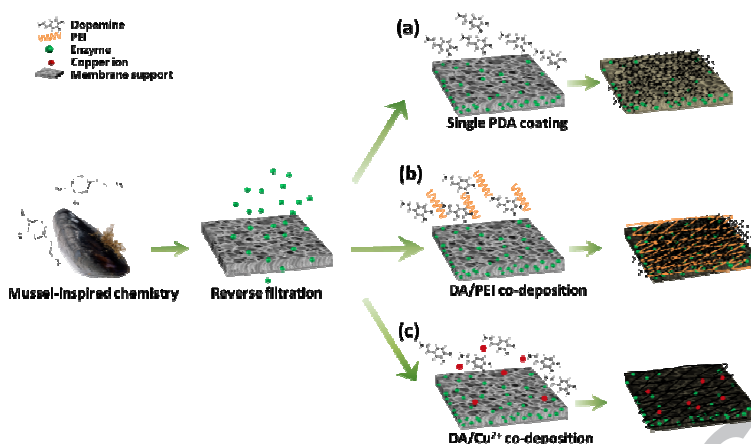 Dopamine
PEI
Enzyme
Copper ion
Membrane support
(a)
Single PDA coating
(b)
Mussel-inspired chemistry
Reverse filtration
DA/PEI co-deposition
(c)
DA/Cu²⁺ co-deposition